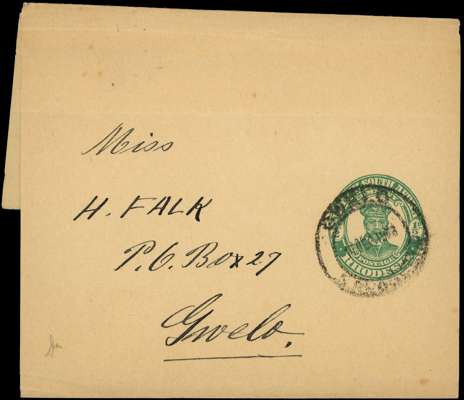 Miss
H. FALK
P.O. Box 27
Gwelo.
SOUTH
RHODESIA